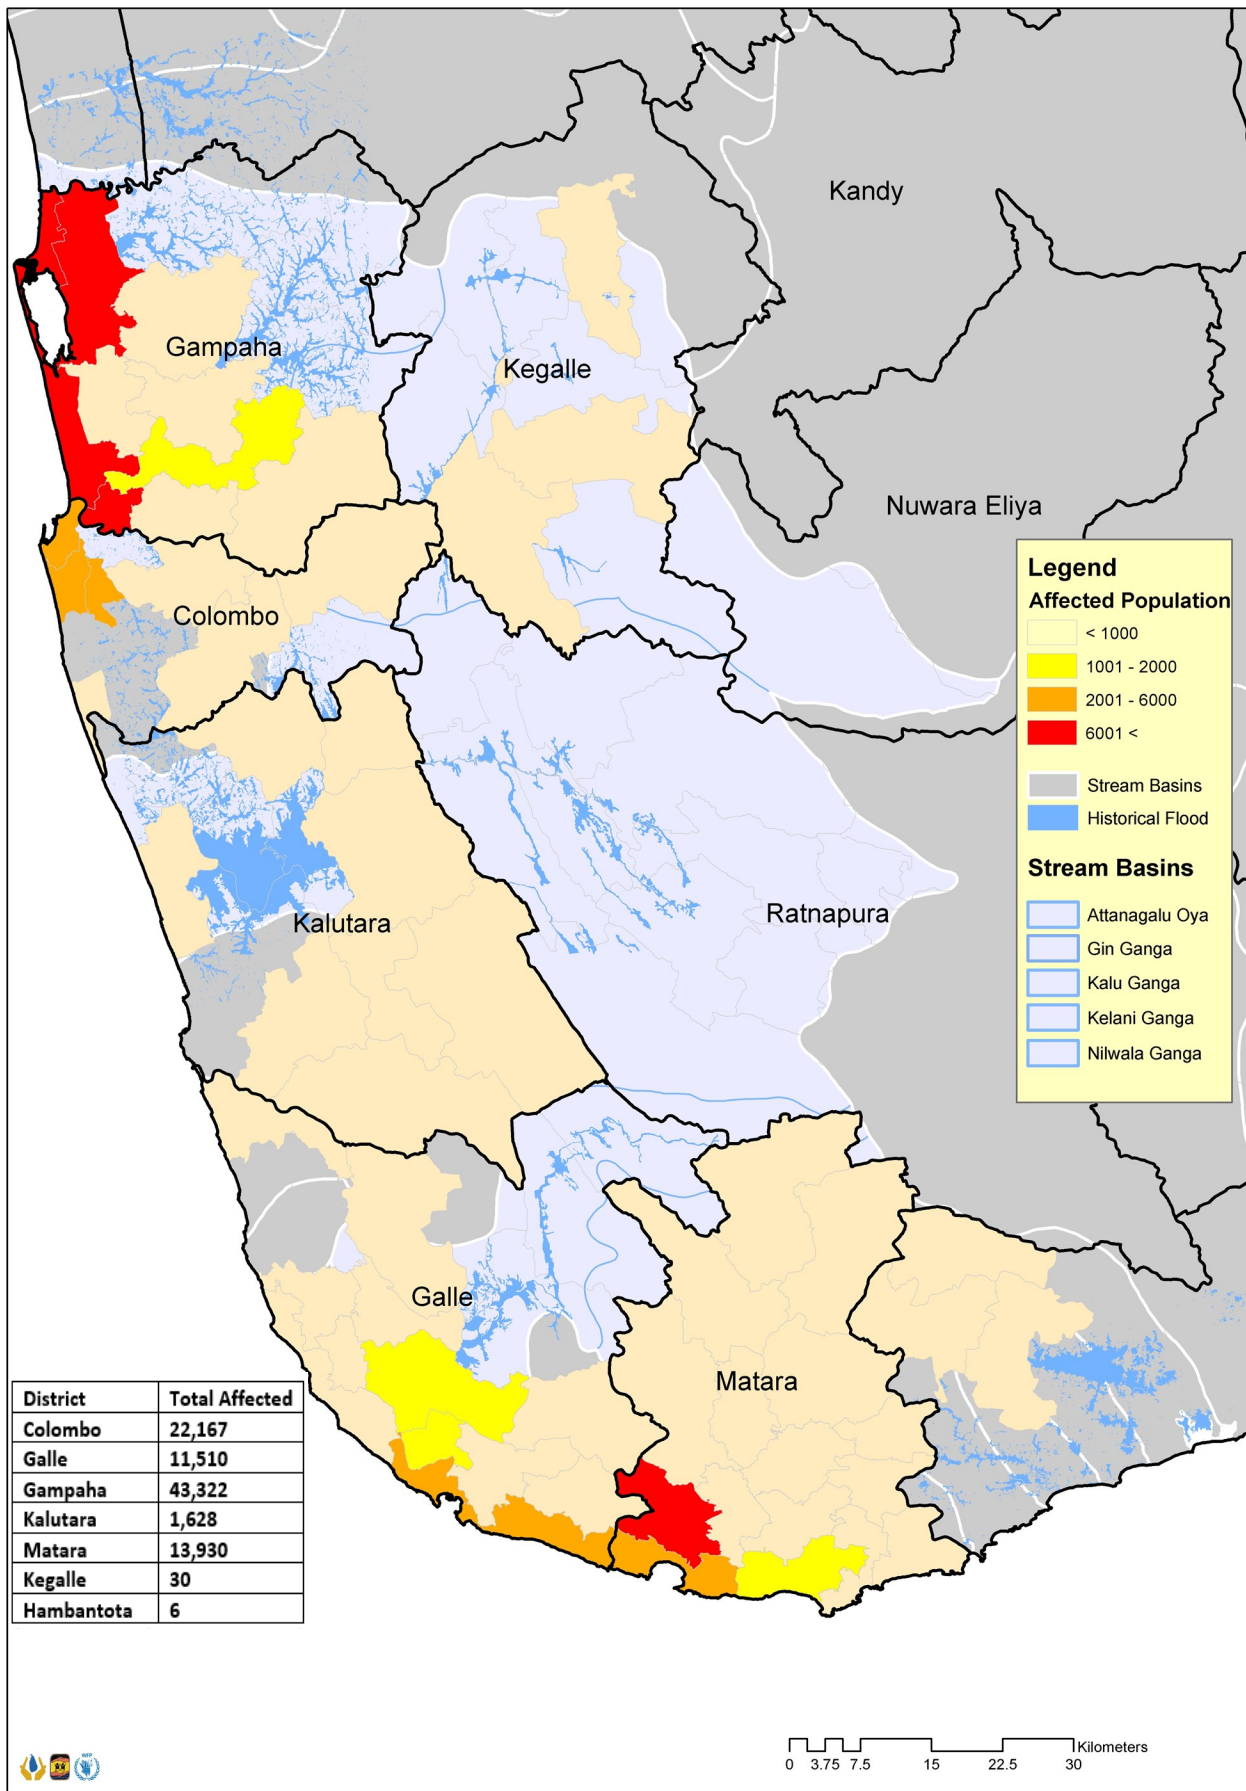 Kandy
Gampaha
Kegalle
Nuwara Eliya
Colombo
Ratnapura
Kalutara
Galle
Matara
Legend
Affected Population
< 1000
1001 - 2000
2001 - 6000
6001 <
Stream Basins
Historical Flood
Stream Basins
Attanagalu Oya
Gin Ganga
Kalu Ganga
Kelani Ganga
Nilwala Ganga
District Total Affected
Colombo 22,167
Galle 11,510
Gampaha 43,322
Kalutara 1,628
Matara 13,930
Kegalle 30
Hambantota 6
WFP
Kilometers
0 3.75 7.5 15 22.5 30